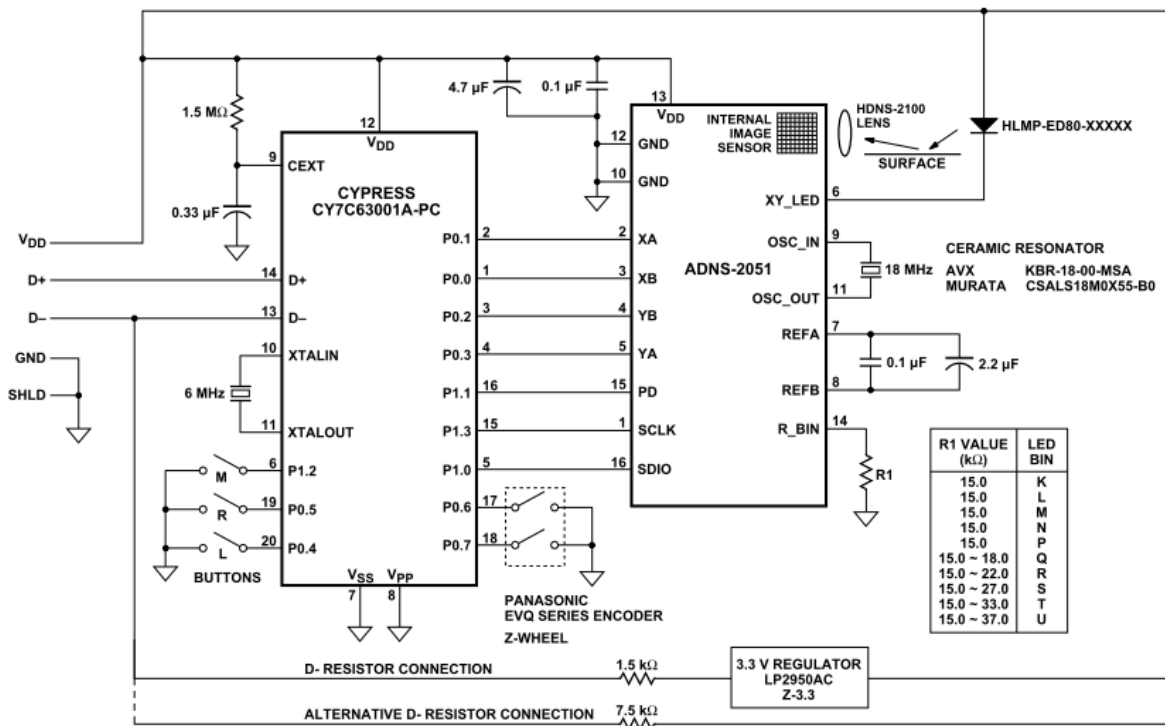 4.7 µF
0.1 µF
1.5 MΩ
12
VDD
9
CEXT
0.33 µF
CYPRESS
CY7C63001A-PC
VDD
D+
14
D+
D–
13
D–
GND
SHLD
10
XTALIN
6 MHz
11
XTALOUT
6
P1.2
M
19
P0.5
R
20
P0.4
L
BUTTONS
VSS
7
VPP
8
P0.1
2
P0.0
1
P0.2
3
P0.3
4
P1.1
16
P1.3
15
P1.0
5
P0.6
17
P0.7
18
PANASONIC
EVQ SERIES ENCODER
Z-WHEEL
13
VDD
12
GND
10
GND
INTERNAL
IMAGE
SENSOR
HDNS-2100
LENS
SURFACE
HLMP-ED80-XXXXX
ADNS-2051
2
XA
3
XB
4
YB
5
YA
15
PD
1
SCLK
16
SDIO
6
XY_LED
9
OSC_IN
18 MHz
11
OSC_OUT
CERAMIC RESONATOR
AVX KBR-18-00-MSA
MURATA CSALS18M0X55-B0
7
REFA
0.1 µF
2.2 µF
8
REFB
14
R_BIN
R1
R1 VALUE LED
(kΩ) BIN
15.0 K
15.0 L
15.0 M
15.0 N
15.0 P
15.0 ~ 18.0 Q
15.0 ~ 22.0 R
15.0 ~ 27.0 S
15.0 ~ 33.0 T
15.0 ~ 37.0 U
D- RESISTOR CONNECTION
1.5 kΩ
3.3 V REGULATOR
LP2950AC
Z-3.3
ALTERNATIVE D- RESISTOR CONNECTION
7.5 kΩ